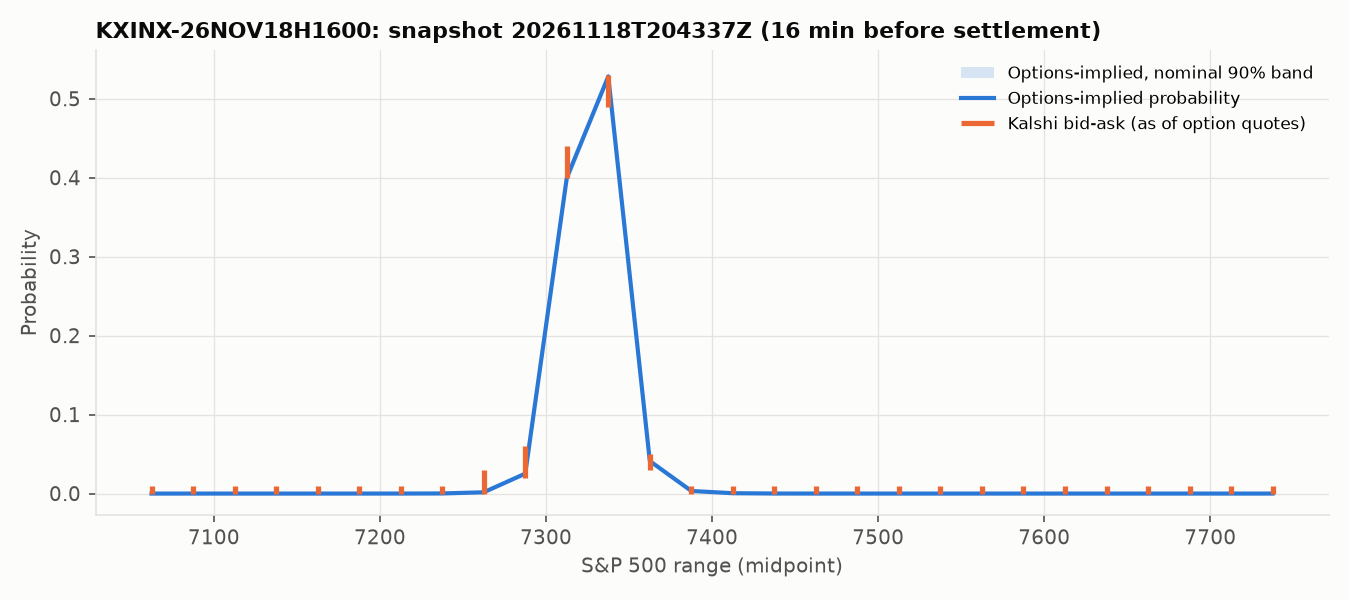 KXINX-26NOV18H1600: snapshot 20261118T204337Z (16 min before settlement)
Options-implied, nominal 90% band
Options-implied probability
Kalshi bid-ask (as of option quotes)
Probability
0.5
0.4
0.3
0.2
0.1
0.0
7100 7200 7300 7400 7500 7600 7700
S&P 500 range (midpoint)